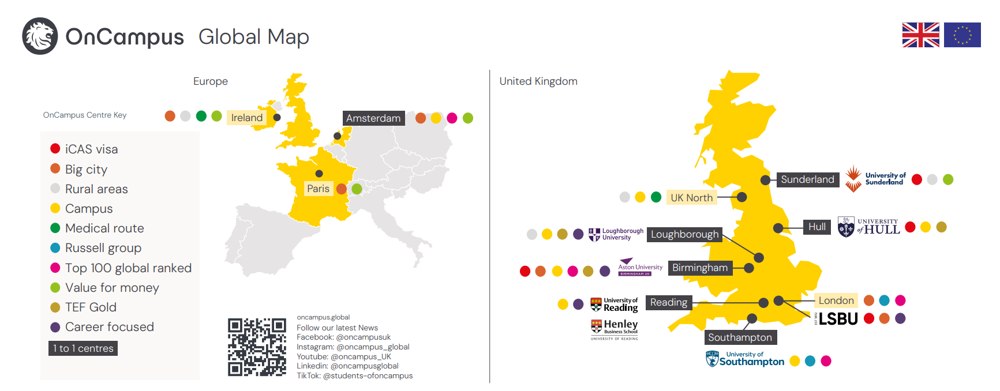 OnCampus Global Map
Europe
OnCampus Centre Key
Ireland
Amsterdam
Paris
iCAS visa
Big city
Rural areas
Campus
Medical route
Russell group
Top 100 global ranked
Value for money
TEF Gold
Career focused
1 to 1 centres
oncampus.global
Follow our latest News
Facebook: @oncampusuk
Instagram: @oncampus_global
Youtube: @oncampus_UK
Linkedin: @oncampusglobal
TikTok: @students-ofoncampus
United Kingdom
Sunderland
University of
Sunderland
UK North
Hull
UNIVERSITY
of HULL
Loughborough
University
Loughborough
Aston University
BIRMINGHAM UK
Birmingham
University of
Reading
Reading
Henley
Business School
UNIVERSITY OF READING
London
EST 1892
LSBU
Southampton
University of
Southampton